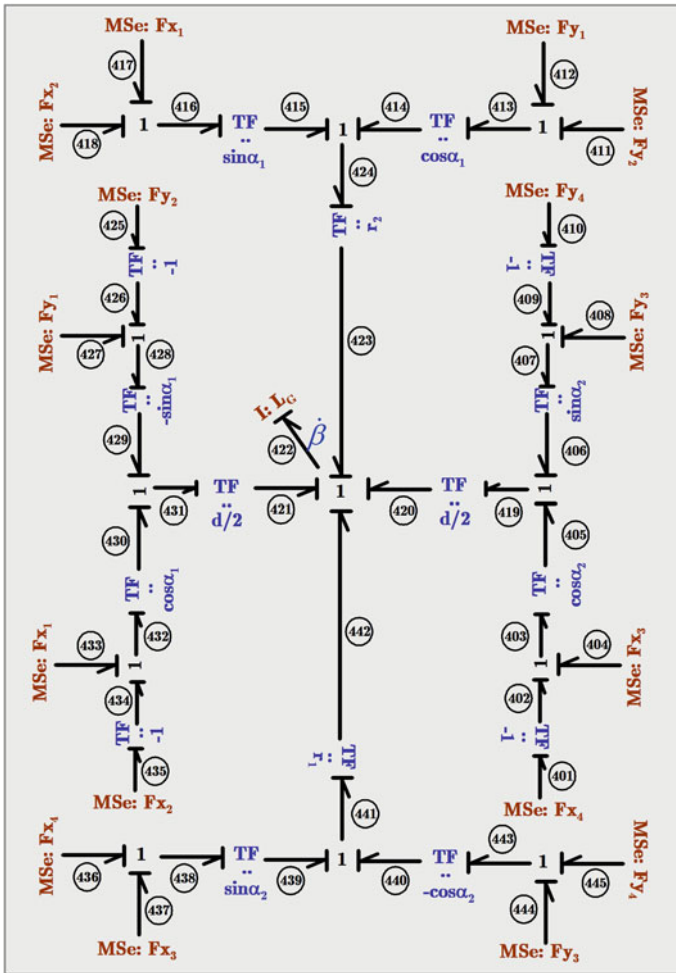 MSe: Fx₁
MSe: Fy₁
417
412
MSe: Fx₂
416
415
414
413
MSe: Fy₂
1
TF
1
TF
1
418
411
:
sinα₁
:
cosα₁
424
MSe: Fy₂
MSe: Fy₄
425
TF : r₂
410
TF : -1
TF : -1
426
409
MSe: Fy₁
MSe: Fy₃
427
1
428
423
408
1
407
TF : -sinα₁
TF : sinα₂
I: L_G
β̇
429
422
406
1
TF
1
TF
1
431
:
d/2
421
420
:
d/2
419
430
405
TF : cosα₁
TF : cosα₂
442
MSe: Fx₁
433
432
403
404
MSe: Fx₃
1
1
434
402
TF : -1
TF : r₁
TF : -1
435
401
MSe: Fx₂
MSe: Fx₄
441
MSe: Fx₄
443
MSe: Fy₄
1
TF
1
TF
1
436
438
:
sinα₂
439
440
:
-cosα₂
445
437
444
MSe: Fx₃
MSe: Fy₃